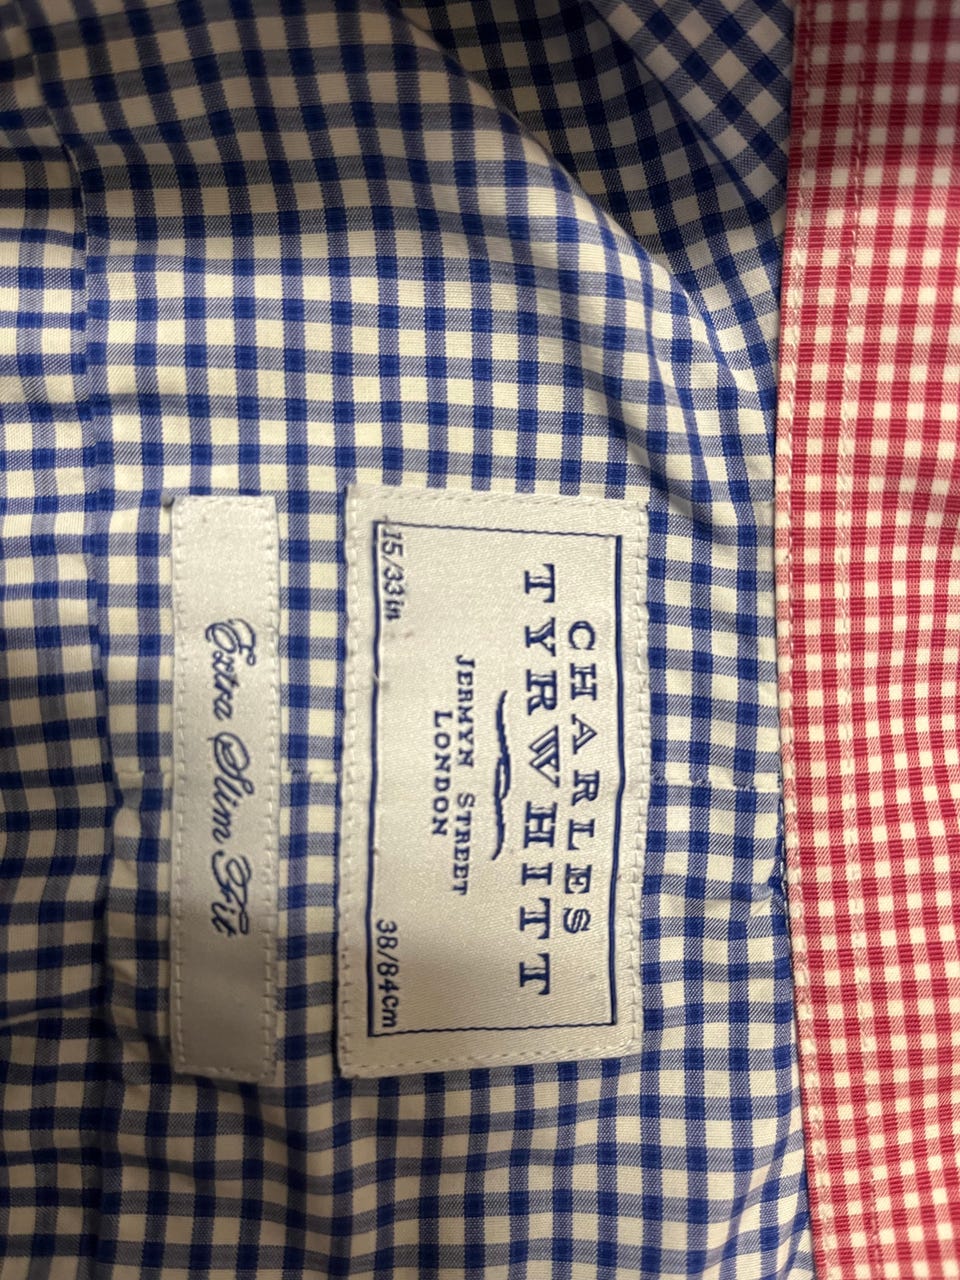 CHARLES
TYRWHITT
JERMYN STREET
LONDON
15/33in 38/84cm
Extra Slim Fit